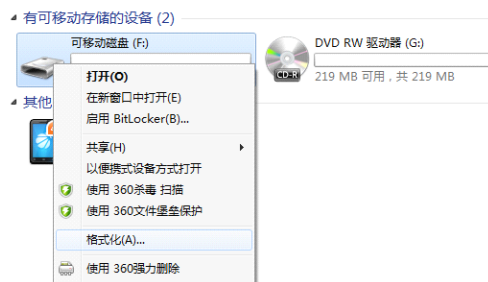 有可移动存储的设备 (2)
可移动磁盘 (F:)
DVD RW 驱动器 (G:)
CD-R
219 MB 可用，共 219 MB
打开(O)
在新窗口中打开(E)
启用 BitLocker(B)...
其他
共享(H)
以便携式设备方式打开
使用 360杀毒 扫描
使用 360文件堡垒保护
格式化(A)...
使用 360强力删除